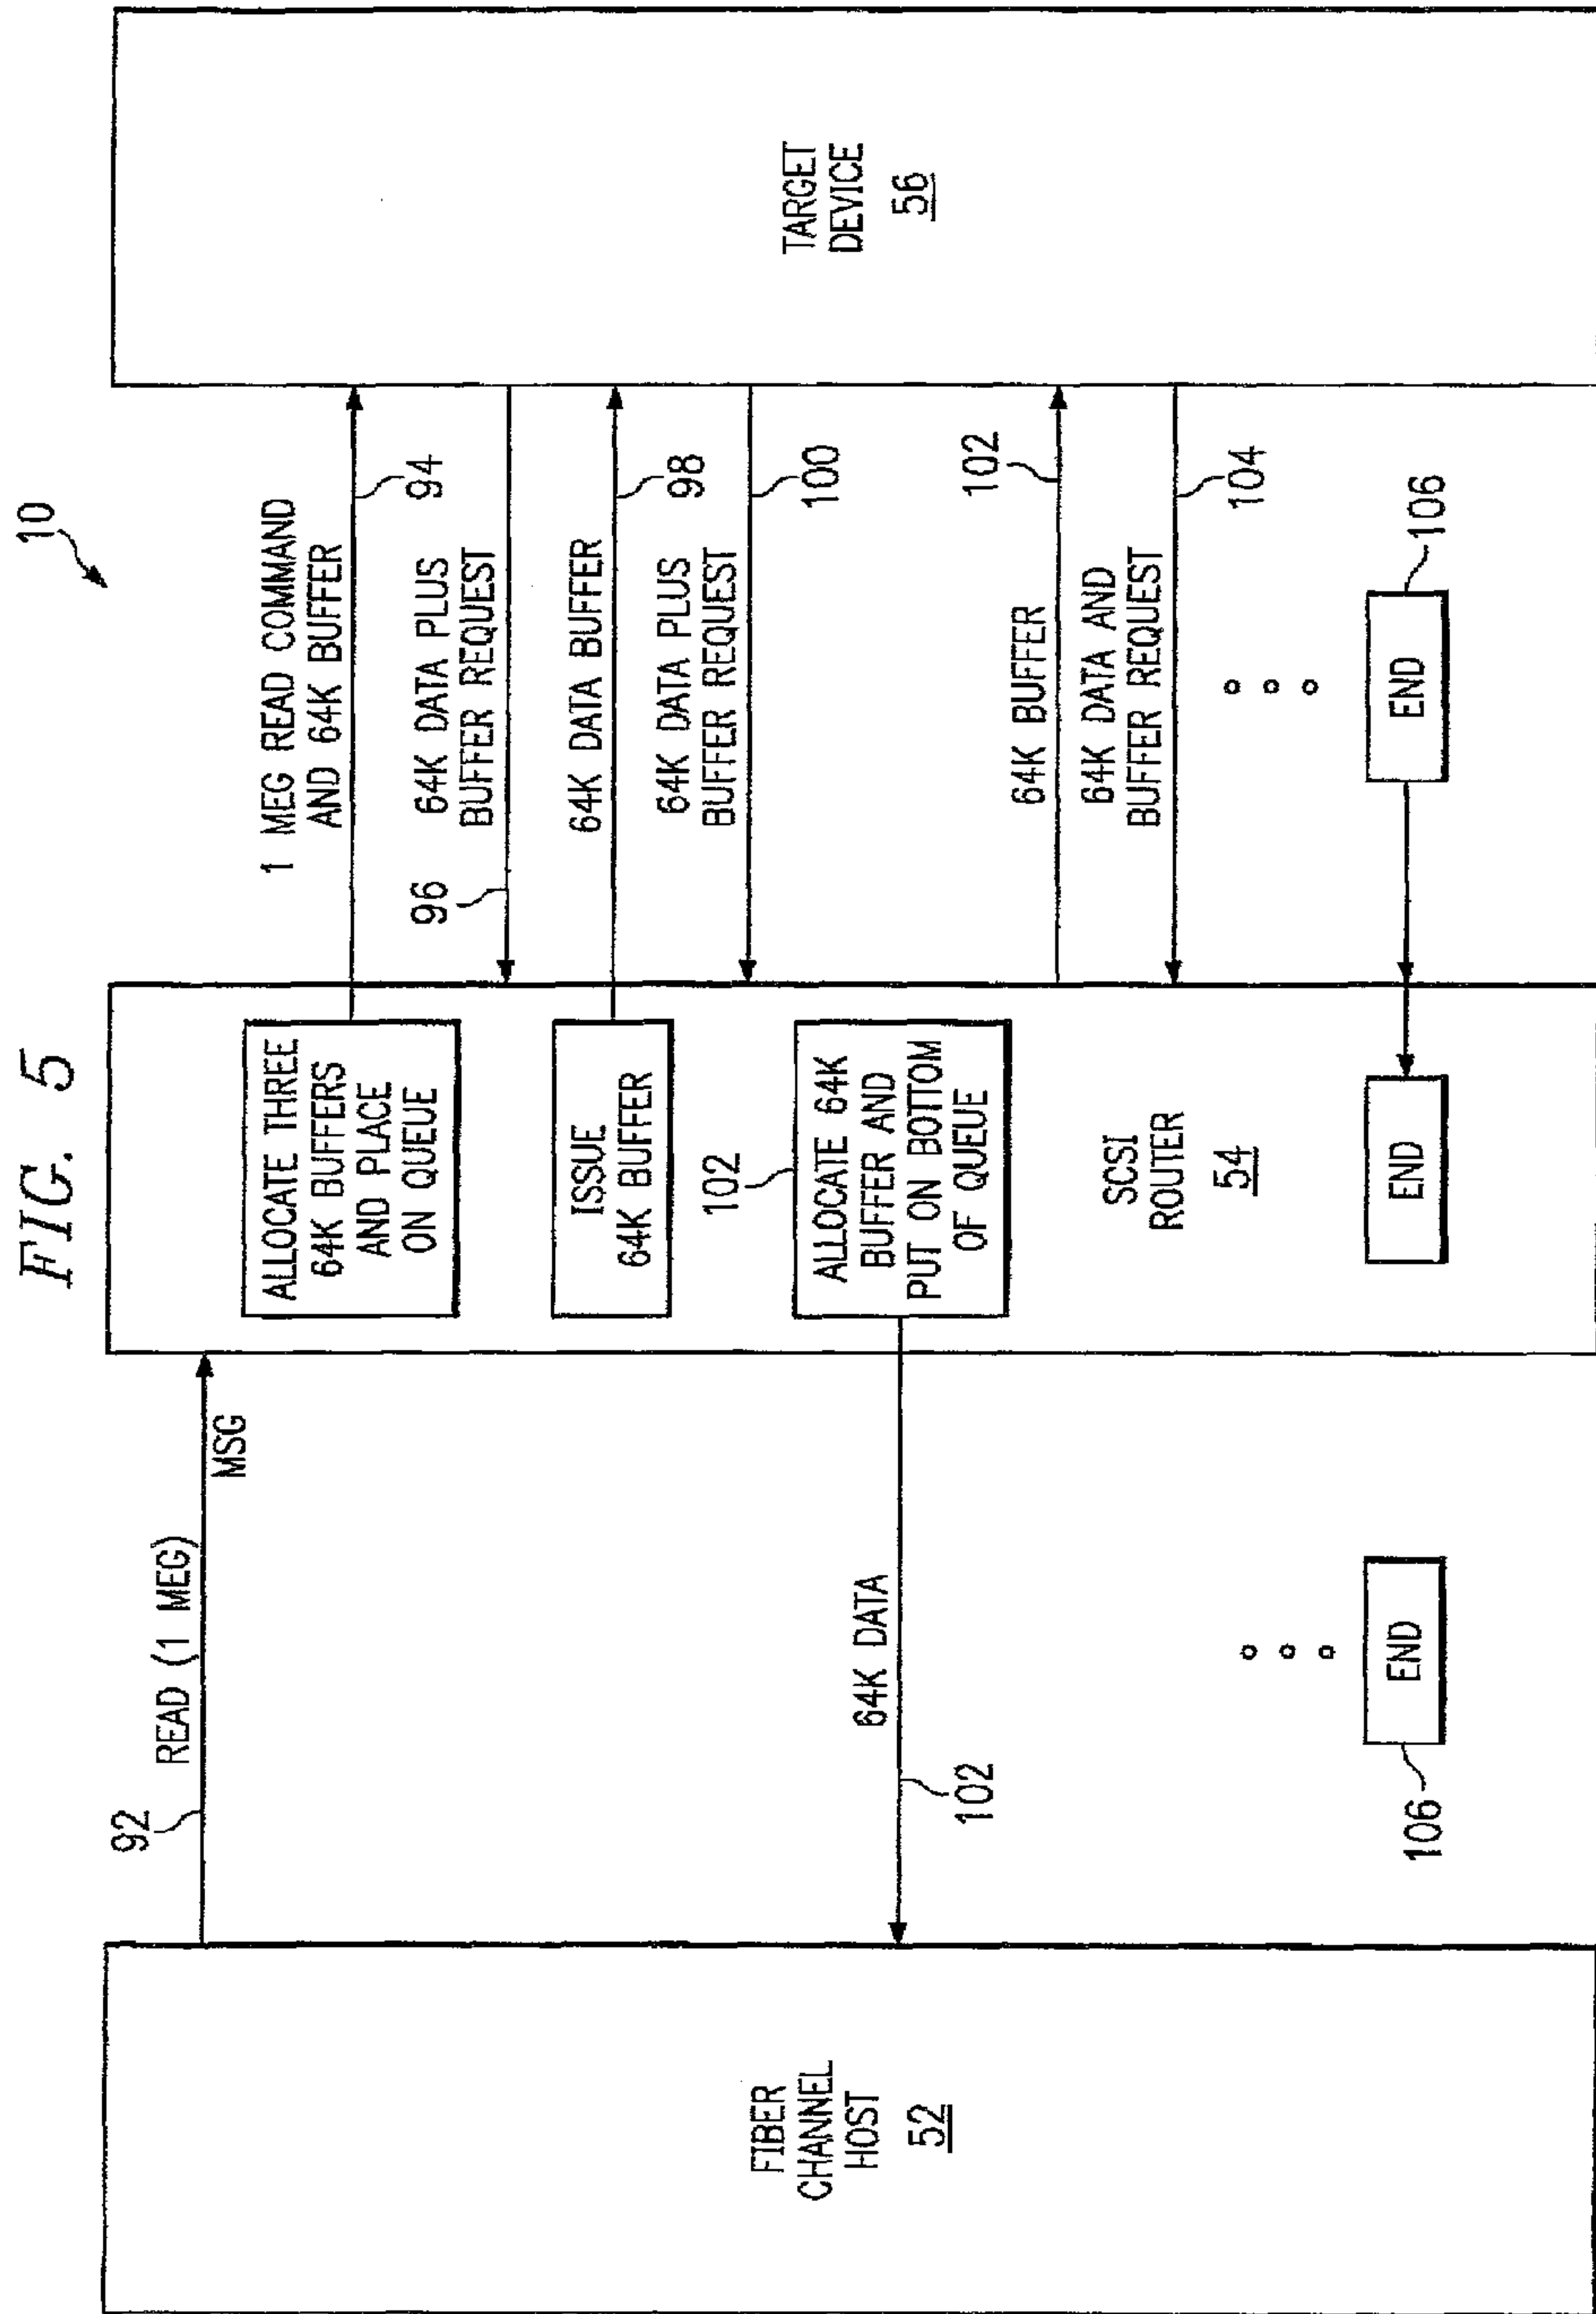 FIG. 5
10
FIBER
CHANNEL
HOST
52
92
READ (1 MEG)
MSG
64K DATA
102
106
END
ALLOCATE THREE
64K BUFFERS
AND PLACE
ON QUEUE
ISSUE
64K BUFFER
102
ALLOCATE 64K
BUFFER AND
PUT ON BOTTOM
OF QUEUE
SCSI
ROUTER
54
END
1 MEG READ COMMAND
AND 64K BUFFER
94
96
64K DATA PLUS
BUFFER REQUEST
64K DATA BUFFER
98
64K DATA PLUS
BUFFER REQUEST
100
64K BUFFER
102
64K DATA AND
BUFFER REQUEST
104
END
106
TARGET
DEVICE
56